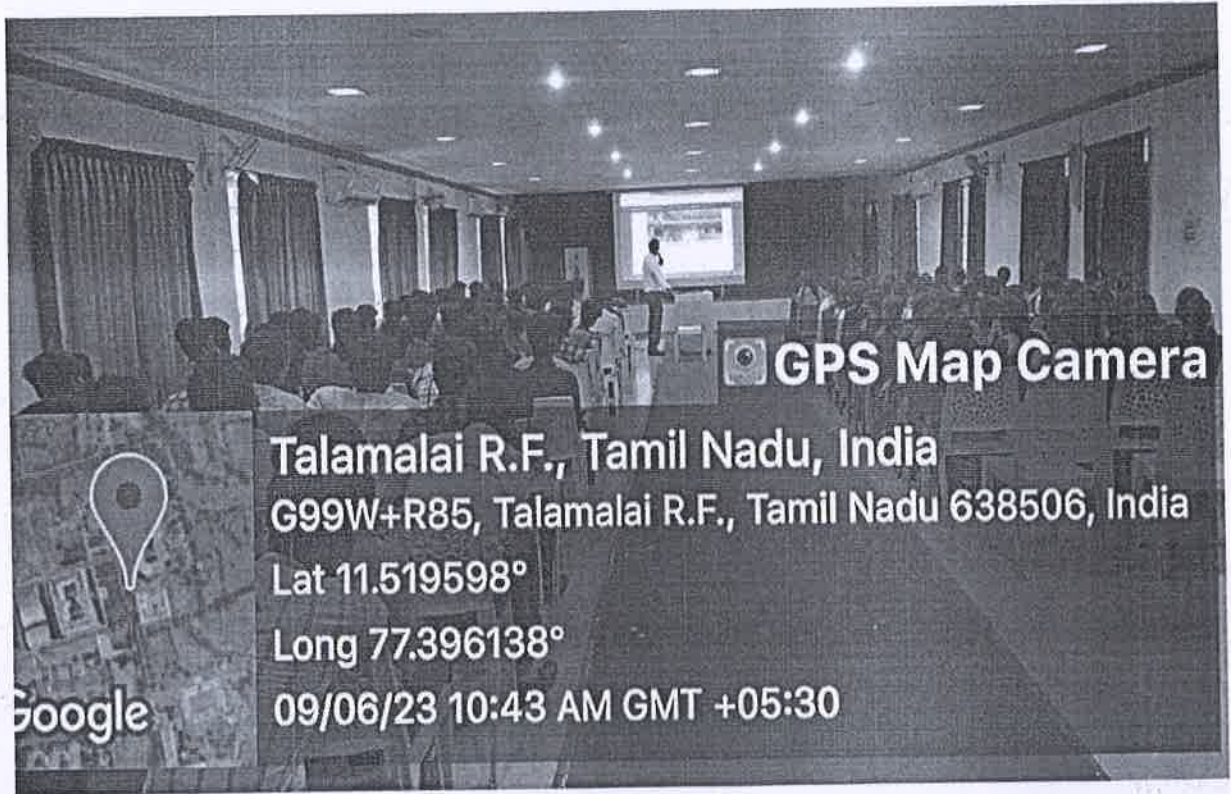 GPS Map Camera
Talamalai R.F., Tamil Nadu, India
G99W+R85, Talamalai R.F., Tamil Nadu 638506, India
Lat 11.519598°
Long 77.396138°
09/06/23 10:43 AM GMT +05:30
Google